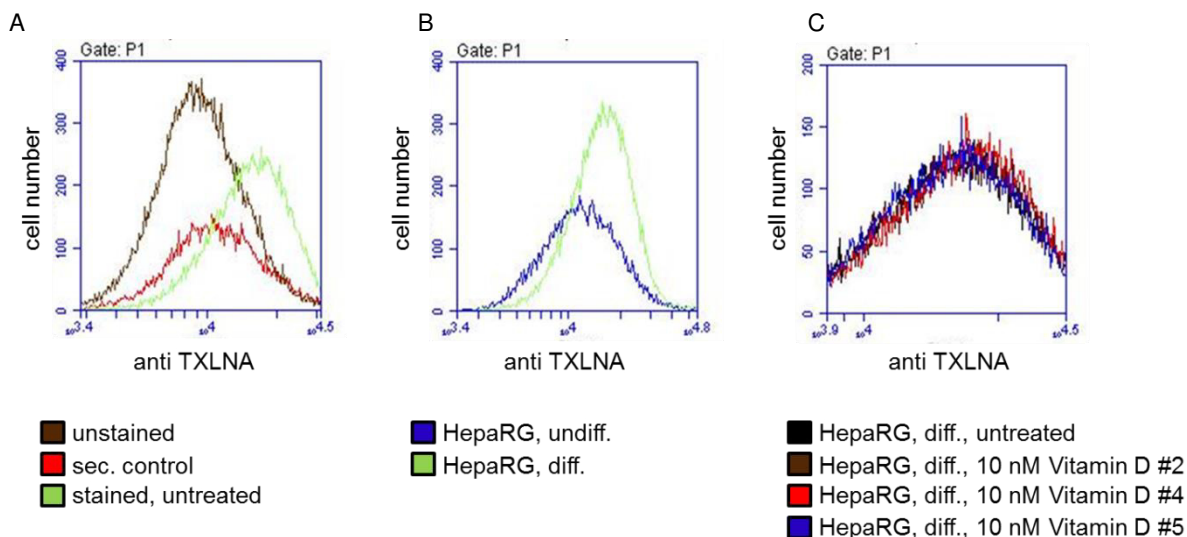 A
Gate: P1
400
300
200
100
0
cell number
10^3.4
10^4
10^4.5
anti TXLNA
unstained
sec. control
stained, untreated
B
Gate: P1
400
300
200
100
0
cell number
10^3.4
10^4
10^4.8
anti TXLNA
HepaRG, undiff.
HepaRG, diff.
C
Gate: P1
200
150
100
50
0
cell number
10^3.9
10^4
10^4.5
anti TXLNA
HepaRG, diff., untreated
HepaRG, diff., 10 nM Vitamin D #2
HepaRG, diff., 10 nM Vitamin D #4
HepaRG, diff., 10 nM Vitamin D #5